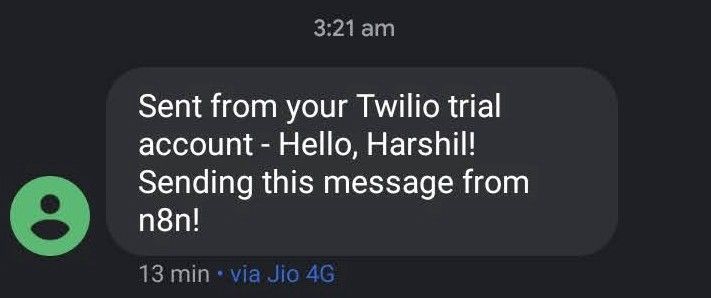 3:21 am
Sent from your Twilio trial
account - Hello, Harshil!
Sending this message from
n8n!
13 min • via Jio 4G